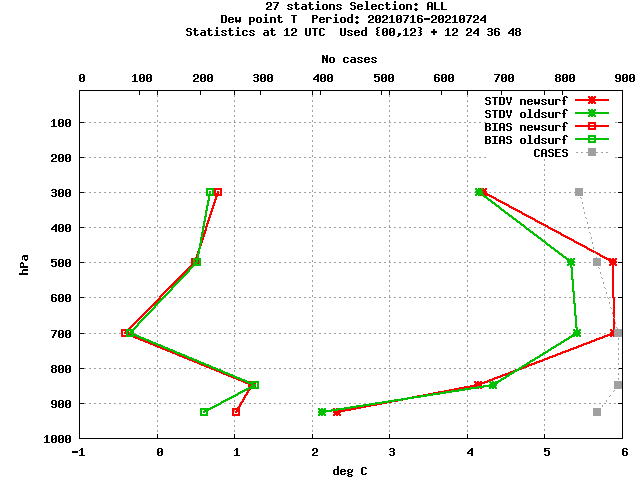 27 stations Selection: ALL
Dew point T Period: 20210716-20210724
Statistics at 12 UTC Used {00,12} + 12 24 36 48
No cases
0 100 200 300 400 500 600 700 800 900
STDV newsurf
STDV oldsurf
BIAS newsurf
BIAS oldsurf
CASES
100
200
300
400
500
600
700
800
900
1000
hPa
-1 0 1 2 3 4 5 6
deg C